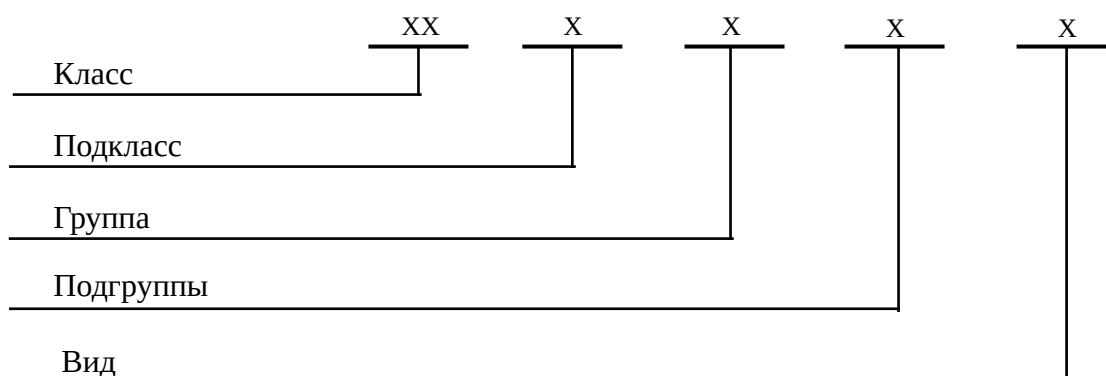 XX X X X X
Класс
Подкласс
Группа
Подгруппы
Вид